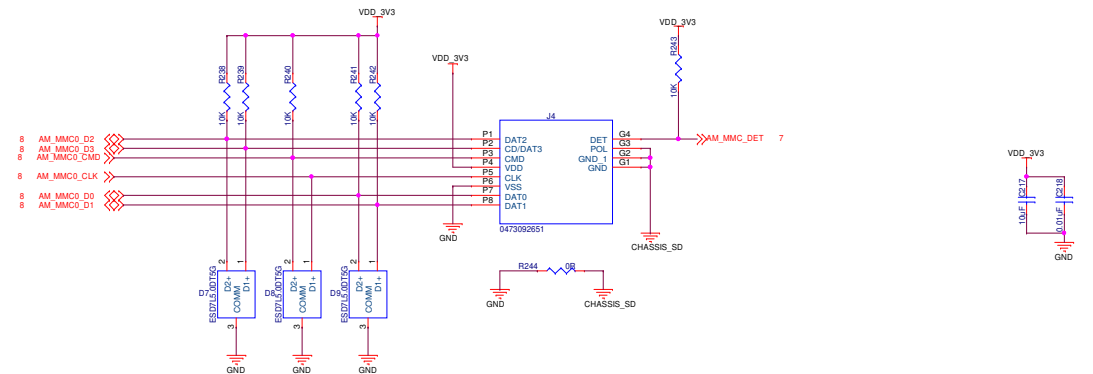 VDD_3V3
VDD_3V3
R243
10K
VDD_3V3
R238
10K
R239
10K
R240
10K
R241
10K
R242
10K
J4
8 AM_MMC0_D2
8 AM_MMC0_D3
8 AM_MMC0_CMD
8 AM_MMC0_CLK
8 AM_MMC0_D0
8 AM_MMC0_D1
P1 DAT2
P2 CD/DAT3
P3 CMD
P4 VDD
P5 CLK
P6 VSS
P7 DAT0
P8 DAT1
DET G4
POL G3
GND_1 G2
GND G1
AM_MMC_DET 7
0473092651
GND
CHASSIS_SD
VDD_3V3
C217
10uF
C218
0.01uF
GND
R244 0R
GND
CHASSIS_SD
D7
ESD7L5.0DT5G
2 1
D2+
D1+
COMM
3
GND
D8
ESD7L5.0DT5G
2 1
D2+
D1+
COMM
3
GND
D9
ESD7L5.0DT5G
2 1
D2+
D1+
COMM
3
GND